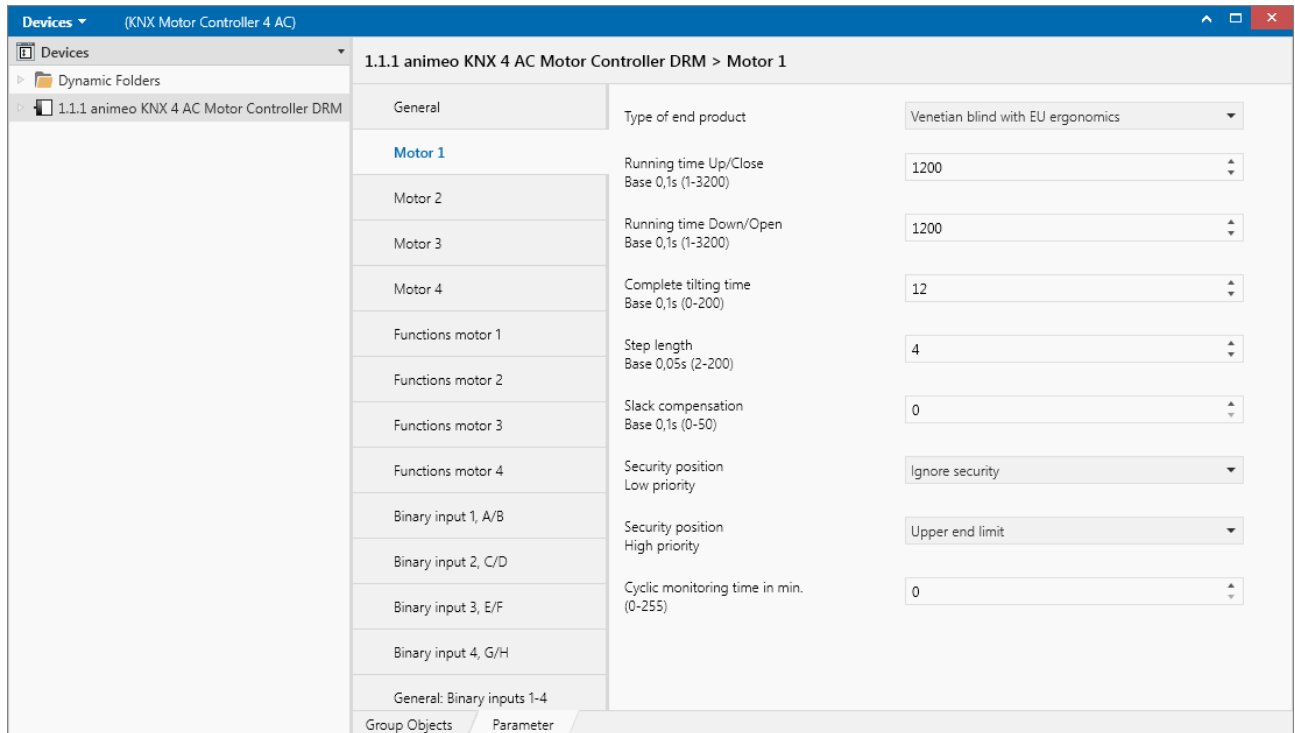 Devices (KNX Motor Controller 4 AC)
Devices
Dynamic Folders
1.1.1 animeo KNX 4 AC Motor Controller DRM
1.1.1 animeo KNX 4 AC Motor Controller DRM > Motor 1
General
Motor 1
Motor 2
Motor 3
Motor 4
Functions motor 1
Functions motor 2
Functions motor 3
Functions motor 4
Binary input 1, A/B
Binary input 2, C/D
Binary input 3, E/F
Binary input 4, G/H
General: Binary inputs 1-4
Type of end product Venetian blind with EU ergonomics
Running time Up/Close
Base 0,1s (1-3200) 1200
Running time Down/Open
Base 0,1s (1-3200) 1200
Complete tilting time
Base 0,1s (0-200) 12
Step length
Base 0,05s (2-200) 4
Slack compensation
Base 0,1s (0-50) 0
Security position
Low priority Ignore security
Security position
High priority Upper end limit
Cyclic monitoring time in min.
(0-255) 0
Group Objects Parameter